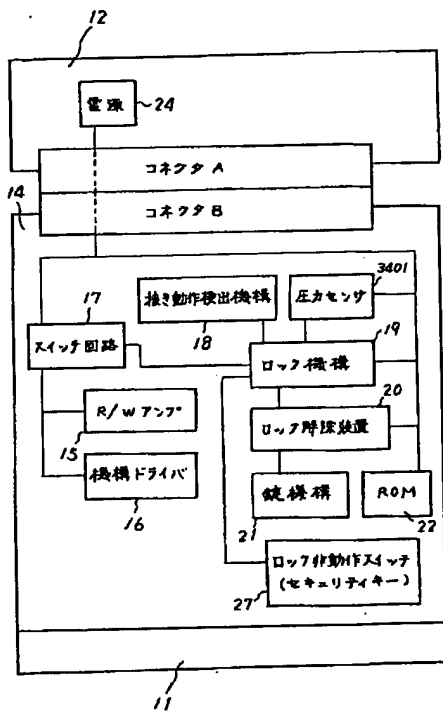 12
電源
24
コネクタ A
14
コネクタ B
17
抜き動作検出機構
18
圧力センサ
3401
スイッチ回路
19
ロック機構
20
R/W アンプ
15
ロック解除装置
機構ドライバ
16
錠機構
21
ROM
22
ロック非動作スイッチ
(セキュリティキー)
27
11